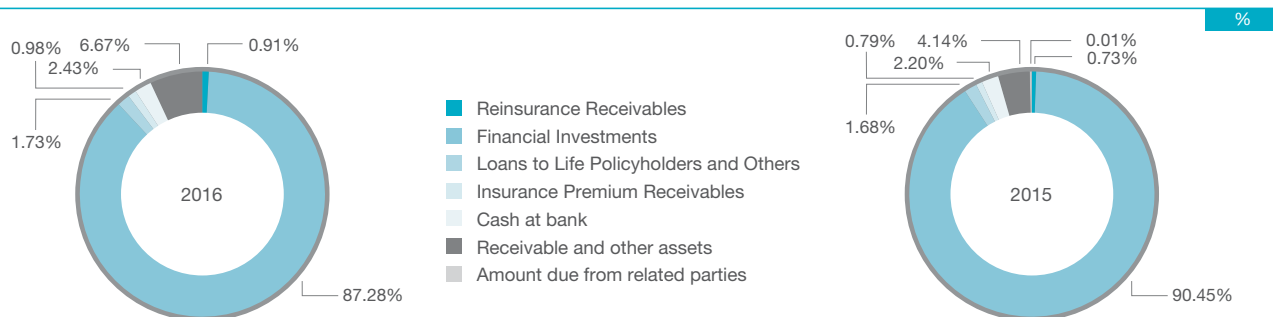 %
0.98%
6.67%
0.91%
2.43%
1.73%
2016
87.28%
Reinsurance Receivables
Financial Investments
Loans to Life Policyholders and Others
Insurance Premium Receivables
Cash at bank
Receivable and other assets
Amount due from related parties
0.79%
4.14%
0.01%
2.20%
0.73%
1.68%
2015
90.45%